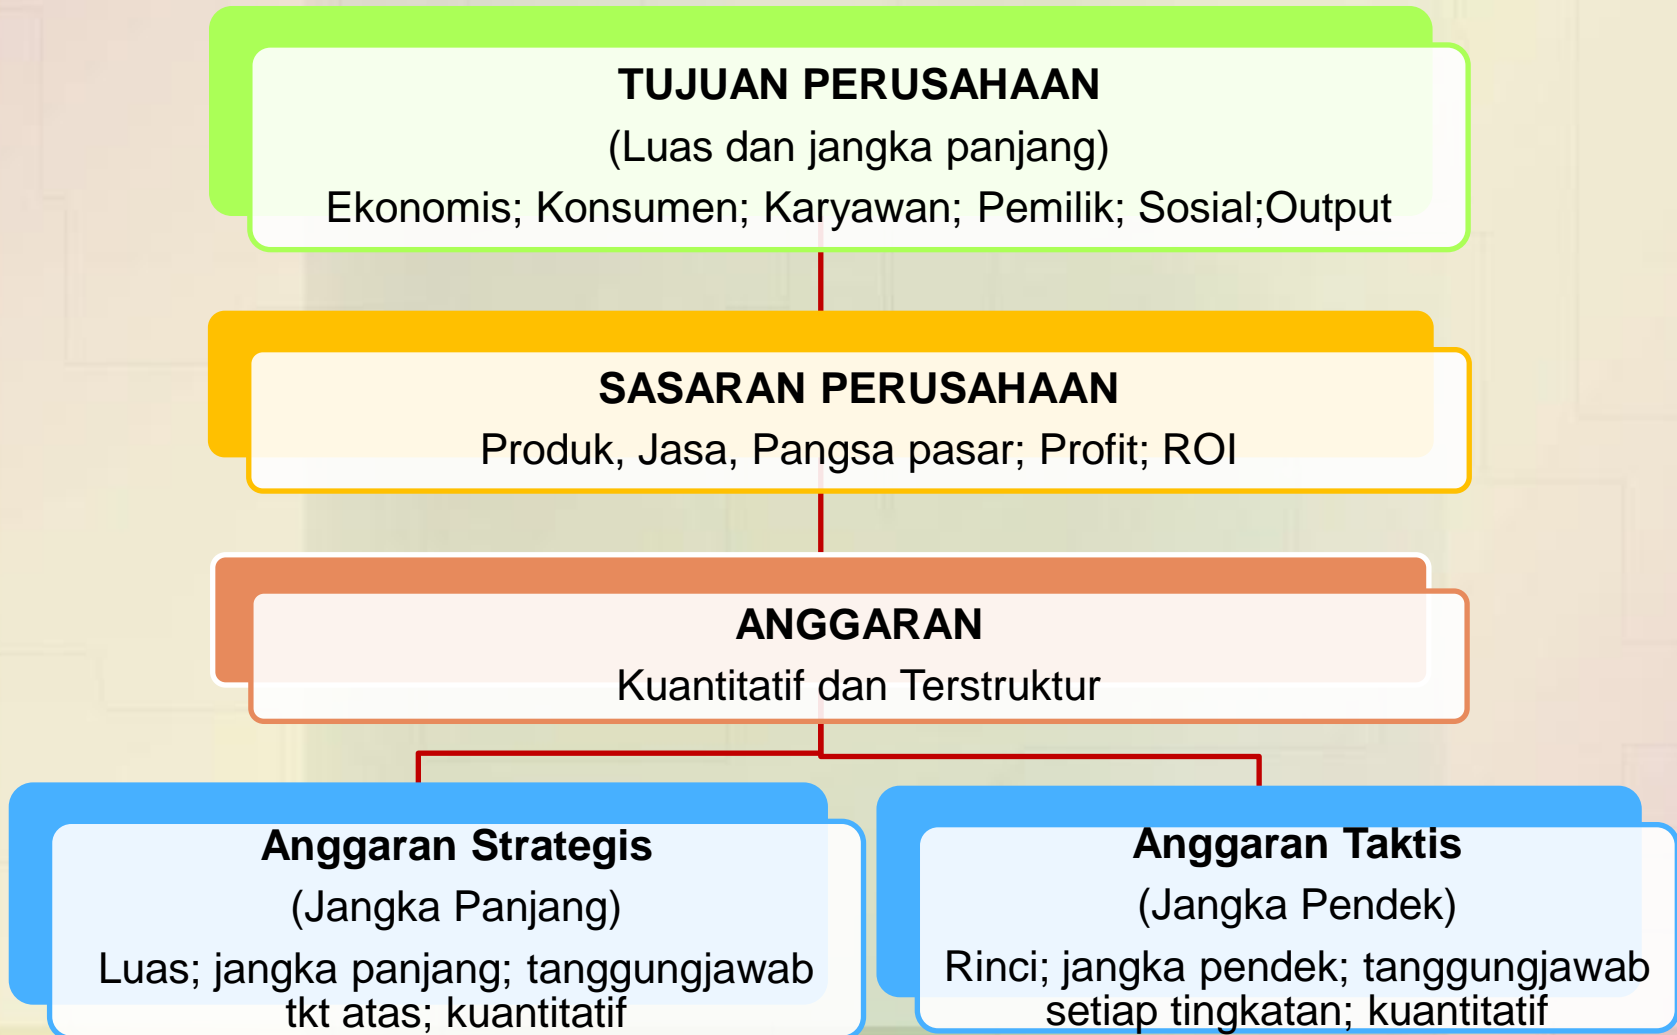 TUJUAN PERUSAHAAN
(Luas dan jangka panjang)
Ekonomis; Konsumen; Karyawan; Pemilik; Sosial;Output
SASARAN PERUSAHAAN
Produk, Jasa, Pangsa pasar; Profit; ROI
ANGGARAN
Kuantitatif dan Terstruktur
Anggaran Strategis
(Jangka Panjang)
Luas; jangka panjang; tanggungjawab
tkt atas; kuantitatif
Anggaran Taktis
(Jangka Pendek)
Rinci; jangka pendek; tanggungjawab
setiap tingkatan; kuantitatif